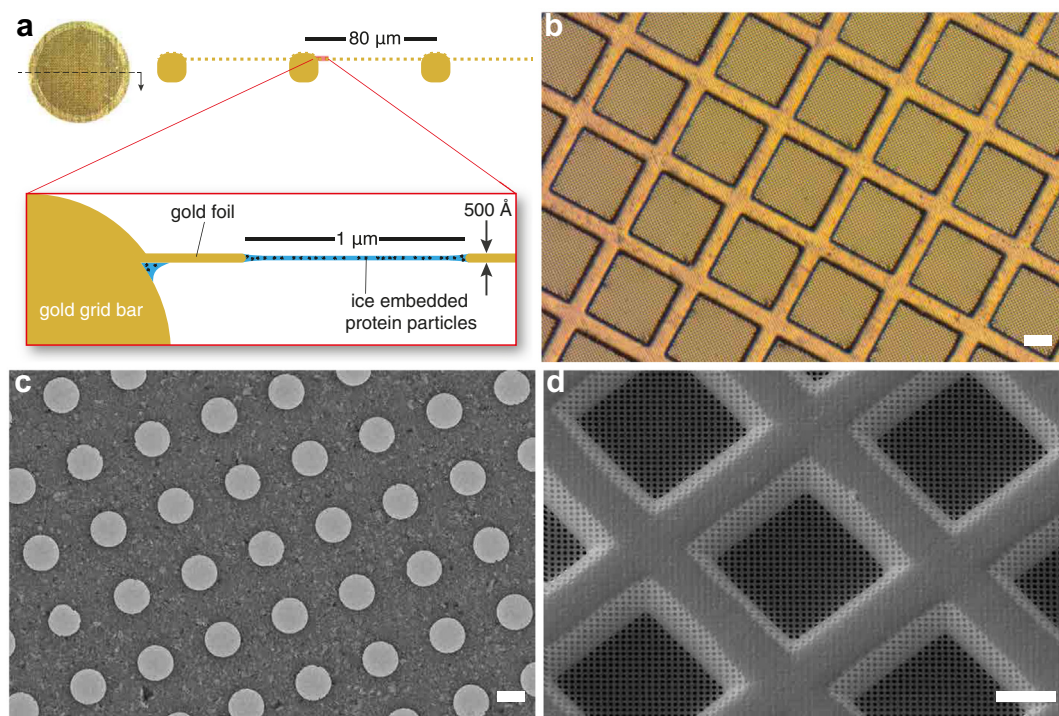 a
80 µm
gold foil
500 Å
1 µm
gold grid bar
ice embedded
protein particles
b
c
d